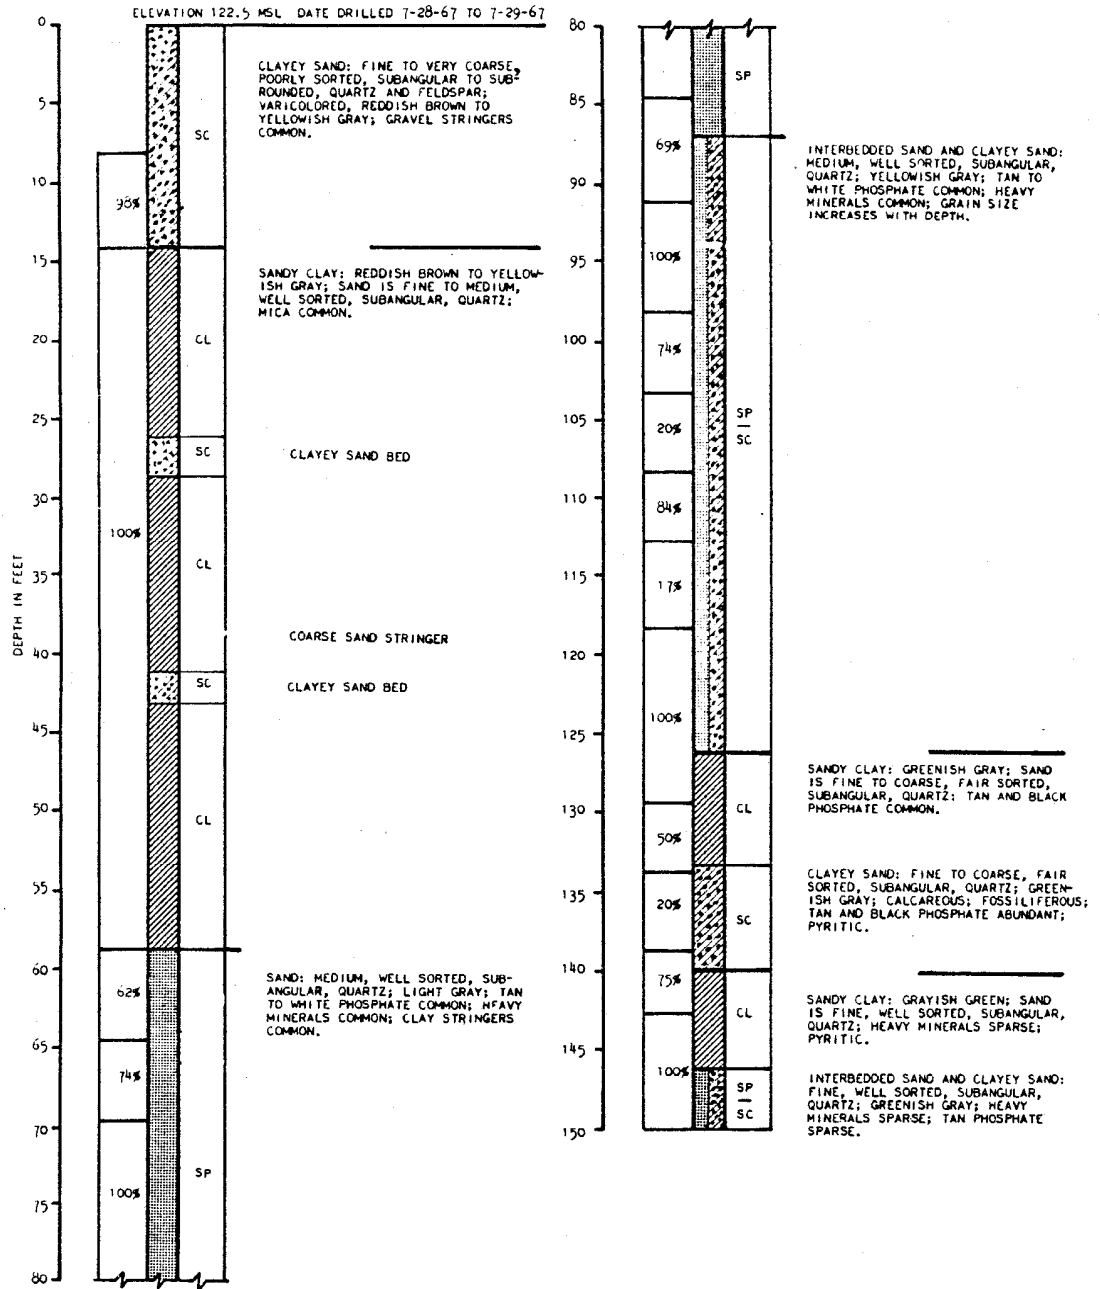 ELEVATION 122.5 MSL DATE DRILLED 7-28-67 TO 7-29-67
DEPTH IN FEET
0
5
10
15
20
25
30
35
40
45
50
55
60
65
70
75
80
98%
100%
62%
74%
100%
SC
CL
SC
CL
SC
CL
SP
CLAYEY SAND: FINE TO VERY COARSE,
POORLY SORTED, SUBANGULAR TO SUB-
ROUNDED, QUARTZ AND FELDSPAR;
VARICOLORED, REDDISH BROWN TO
YELLOWISH GRAY; GRAVEL STRINGERS
COMMON.
SANDY CLAY: REDDISH BROWN TO YELLOW-
ISH GRAY; SAND IS FINE TO MEDIUM,
WELL SORTED, SUBANGULAR, QUARTZ;
MICA COMMON.
CLAYEY SAND BED
COARSE SAND STRINGER
CLAYEY SAND BED
SAND: MEDIUM, WELL SORTED, SUB-
ANGULAR, QUARTZ; LIGHT GRAY; TAN
TO WHITE PHOSPHATE COMMON; HEAVY
MINERALS COMMON; CLAY STRINGERS
COMMON.
80
85
90
95
100
105
110
115
120
125
130
135
140
145
150
69%
100%
74%
20%
84%
17%
100%
50%
20%
75%
100%
SP
SP
SC
CL
SC
CL
SP
SC
INTERBEDDED SAND AND CLAYEY SAND:
MEDIUM, WELL SORTED, SUBANGULAR,
QUARTZ; YELLOWISH GRAY; TAN TO
WHITE PHOSPHATE COMMON; HEAVY
MINERALS COMMON; GRAIN SIZE
INCREASES WITH DEPTH.
SANDY CLAY: GREENISH GRAY; SAND
IS FINE TO COARSE, FAIR SORTED,
SUBANGULAR, QUARTZ; TAN AND BLACK
PHOSPHATE COMMON.
CLAYEY SAND: FINE TO COARSE, FAIR
SORTED, SUBANGULAR, QUARTZ; GREEN-
ISH GRAY; CALCAREOUS; FOSSILIFEROUS;
TAN AND BLACK PHOSPHATE ABUNDANT;
PYRITIC.
SANDY CLAY: GRAYISH GREEN; SAND
IS FINE, WELL SORTED, SUBANGULAR,
QUARTZ; HEAVY MINERALS SPARSE;
PYRITIC.
INTERBEDDED SAND AND CLAYEY SAND:
FINE, WELL SORTED, SUBANGULAR,
QUARTZ; GREENISH GRAY; HEAVY
MINERALS SPARSE; TAN PHOSPHATE
SPARSE.